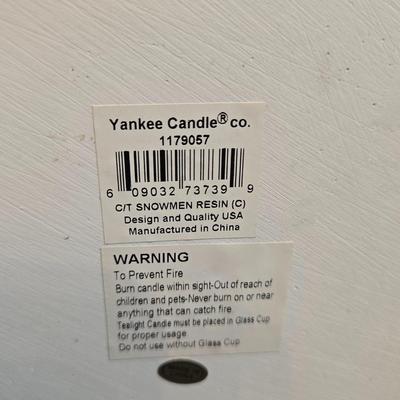 Yankee Candle® co.
1179057
6 09032 73739 9
C/T SNOWMEN RESIN (C)
Design and Quality USA
Manufactured in China
WARNING
To Prevent Fire
Burn candle within sight-Out of reach of
children and pets-Never burn on or near
anything that can catch fire.
Tealight Candle must be placed in Glass Cup
for proper usage.
Do not use without Glass Cup